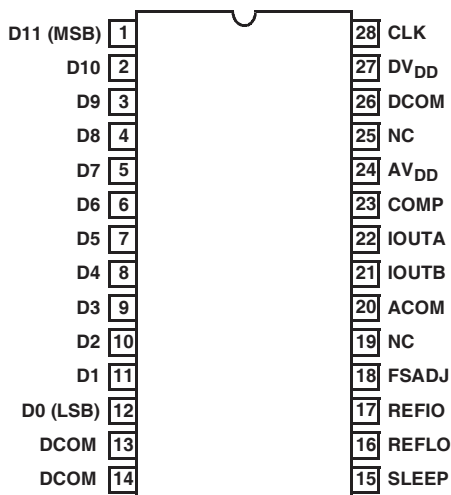 D11 (MSB) 1 28 CLK
D10 2 27 DVDD
D9 3 26 DCOM
D8 4 25 NC
D7 5 24 AVDD
D6 6 23 COMP
D5 7 22 IOUTA
D4 8 21 IOUTB
D3 9 20 ACOM
D2 10 19 NC
D1 11 18 FSADJ
D0 (LSB) 12 17 REFIO
DCOM 13 16 REFLO
DCOM 14 15 SLEEP